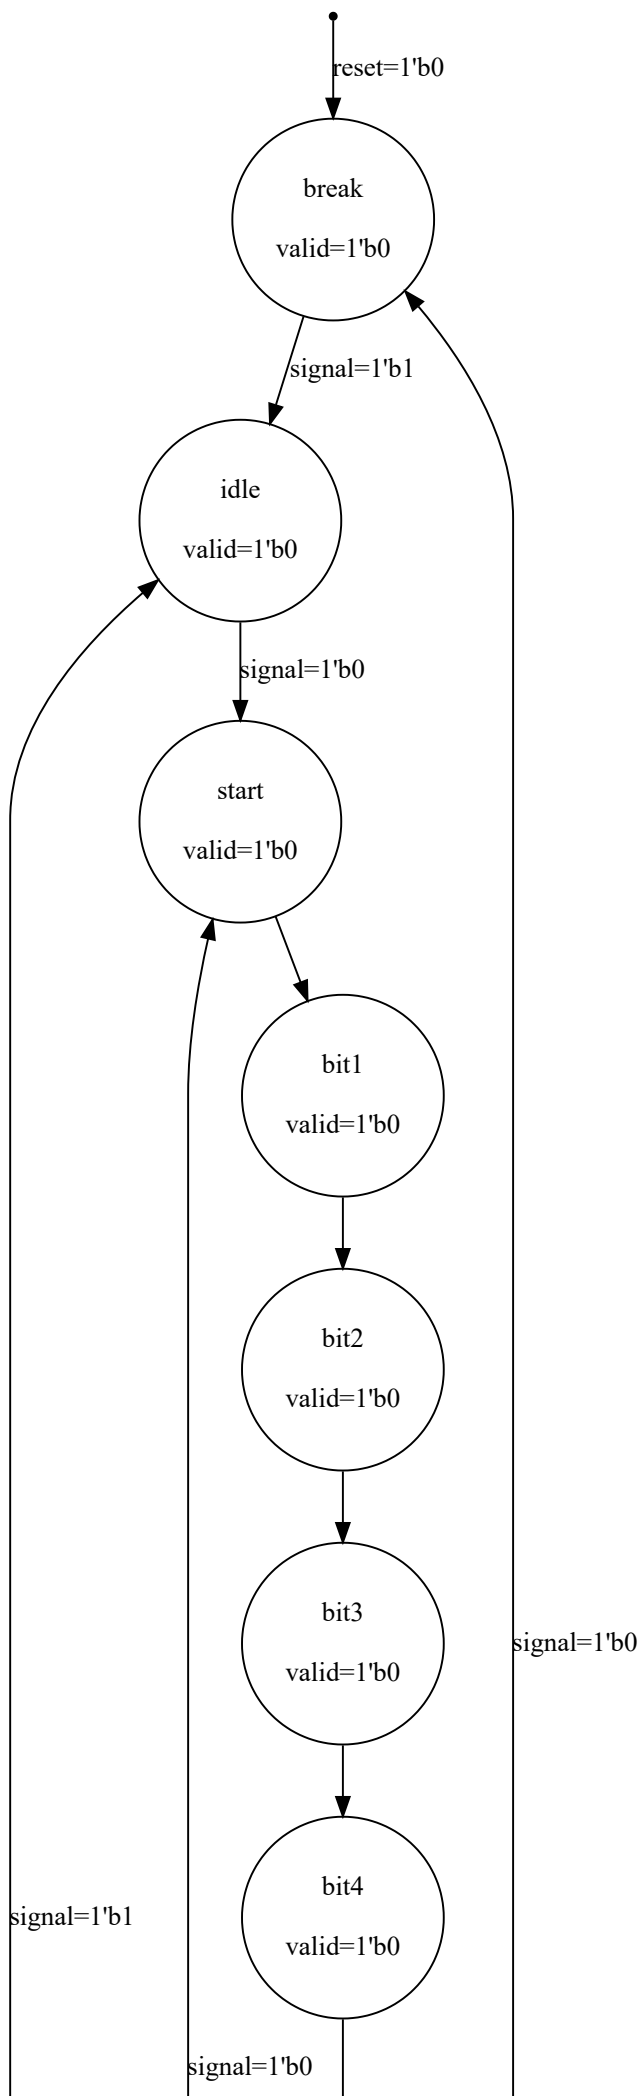 reset=1'b0
break
valid=1'b0
signal=1'b1
idle
valid=1'b0
signal=1'b0
start
valid=1'b0
bit1
valid=1'b0
bit2
valid=1'b0
bit3
valid=1'b0
signal=1'b0
bit4
valid=1'b0
signal=1'b1
signal=1'b0